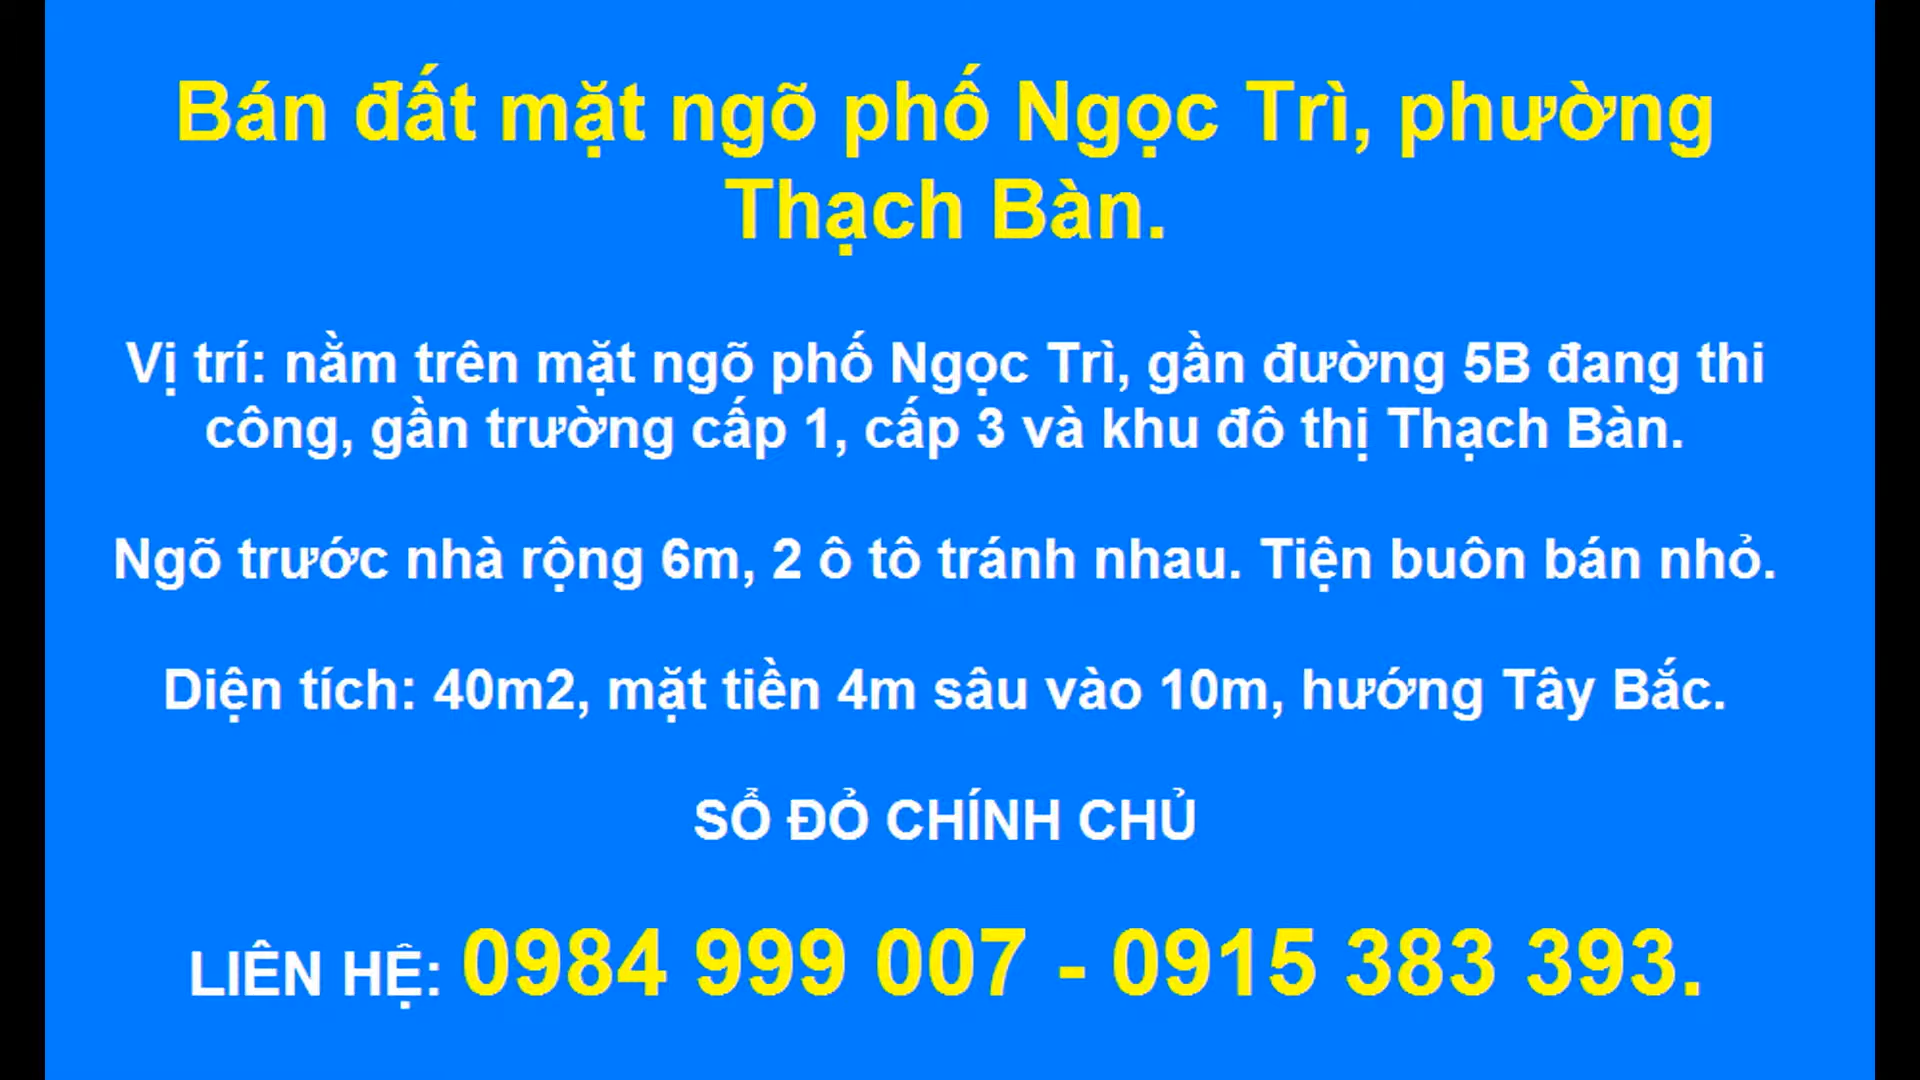 Bán đất mặt ngõ phố Ngọc Trì, phường
Thạch Bàn.
Vị trí: nằm trên mặt ngõ phố Ngọc Trì, gần đường 5B đang thi
công, gần trường cấp 1, cấp 3 và khu đô thị Thạch Bàn.
Ngõ trước nhà rộng 6m, 2 ô tô tránh nhau. Tiện buôn bán nhỏ.
Diện tích: 40m2, mặt tiền 4m sâu vào 10m, hướng Tây Bắc.
SỔ ĐỎ CHÍNH CHỦ
LIÊN HỆ: 0984 999 007 - 0915 383 393.